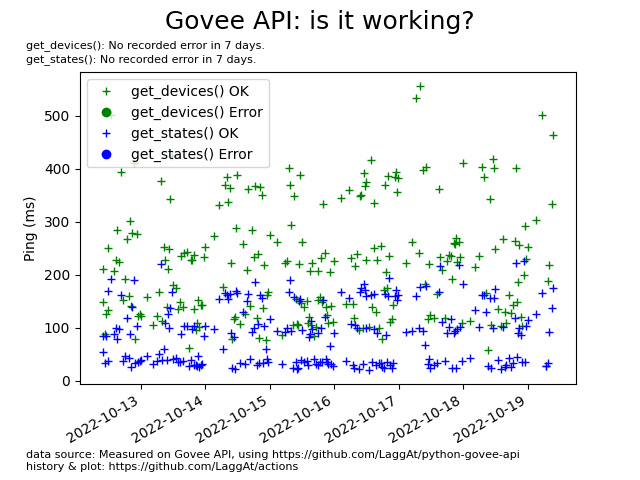 Govee API: is it working?
get_devices(): No recorded error in 7 days.
get_states(): No recorded error in 7 days.
get_devices() OK
get_devices() Error
get_states() OK
get_states() Error
Ping (ms)
500
400
300
200
100
0
2022-10-13
2022-10-14
2022-10-15
2022-10-16
2022-10-17
2022-10-18
2022-10-19
data source: Measured on Govee API, using https://github.com/LaggAt/python-govee-api
history & plot: https://github.com/LaggAt/actions